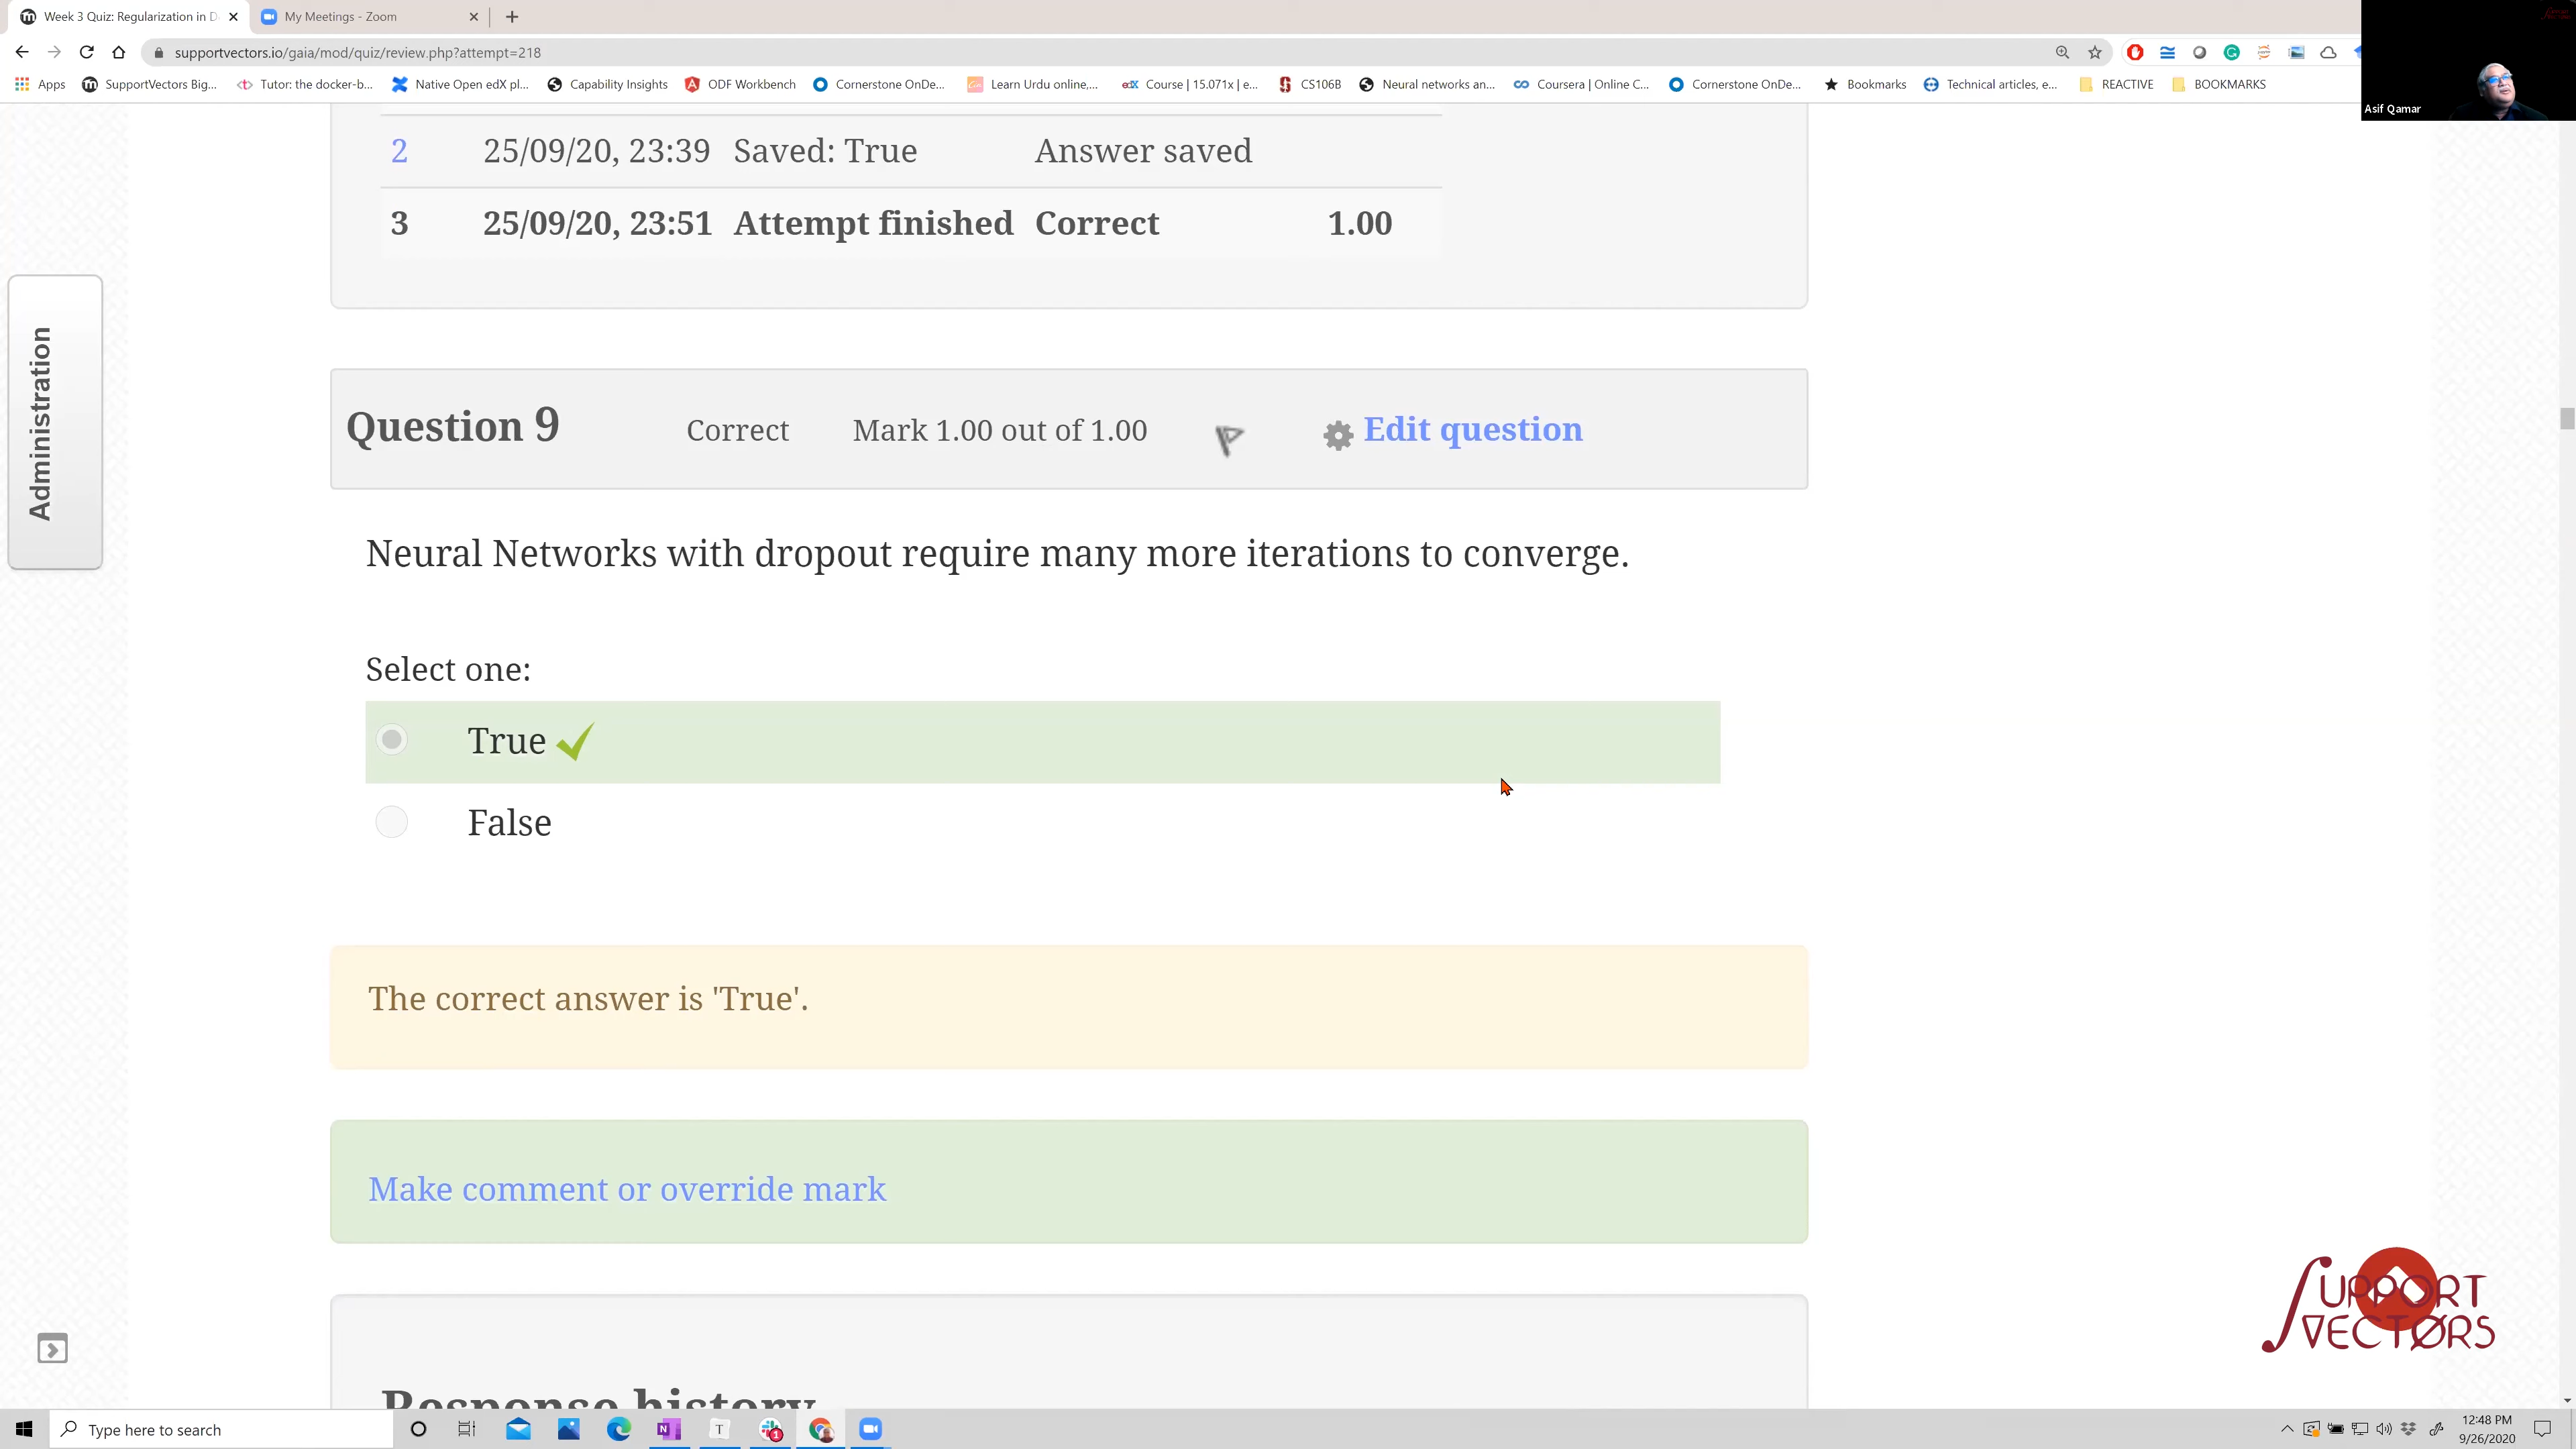 Week 3 Quiz: Regularization in D
My Meetings - Zoom
supportvectors.io/gaia/mod/quiz/review.php?attempt=218
Apps
SupportVectors Big...
Tutor: the docker-b...
Native Open edX pl...
Capability Insights
ODF Workbench
Cornerstone OnDe...
Learn Urdu online,...
edX Course | 15.071x | e...
CS106B
Neural networks an...
Coursera | Online C...
Cornerstone OnDe...
Bookmarks
Technical articles, e...
REACTIVE
BOOKMARKS
Asif Qamar
2 25/09/20, 23:39 Saved: True Answer saved
3 25/09/20, 23:51 Attempt finished Correct 1.00
Administration
Question 9 Correct Mark 1.00 out of 1.00 Edit question
Neural Networks with dropout require many more iterations to converge.
Select one:
True
False
The correct answer is 'True'.
Make comment or override mark
Response history
SUPPORT
VECTORS
Type here to search
12:48 PM
9/26/2020